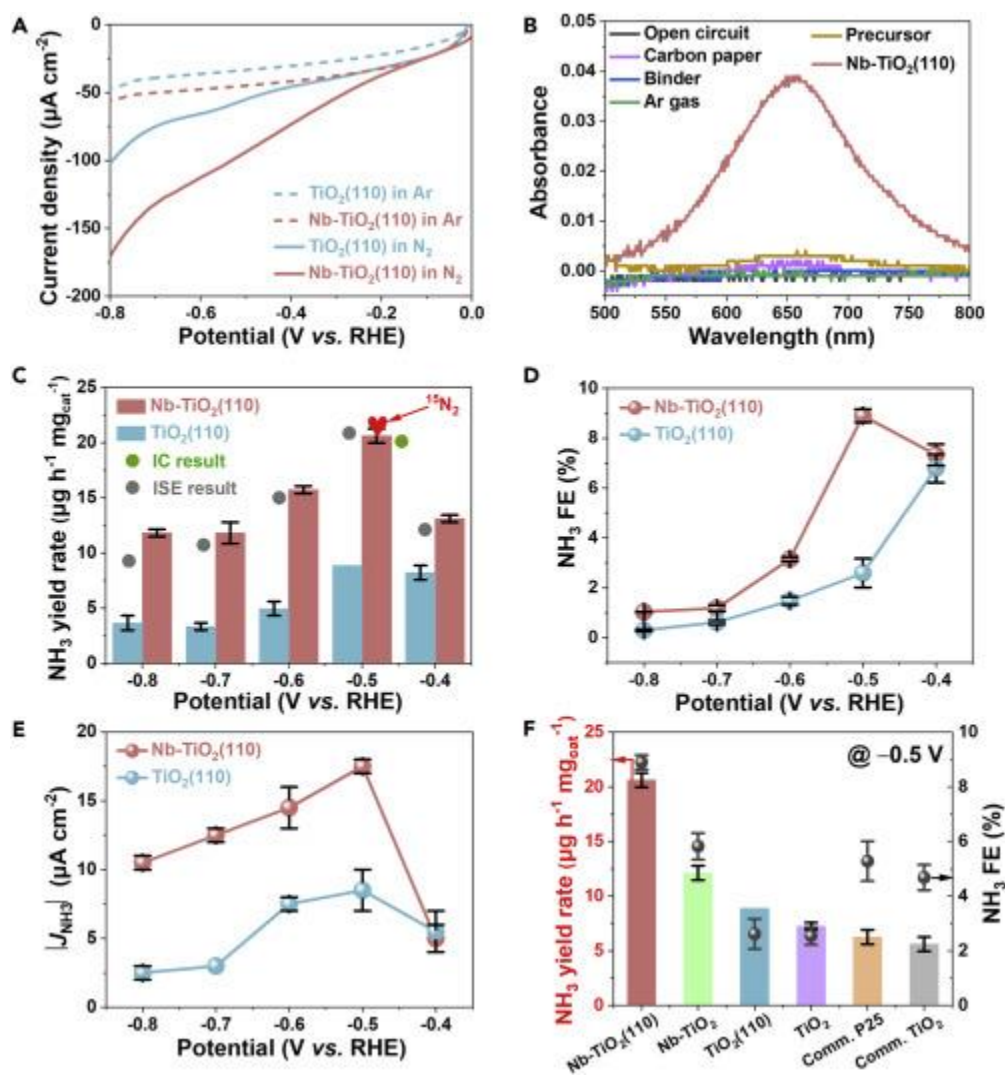 A
Current density (µA cm⁻²)
0
-50
-100
-150
-200
TiO₂(110) in Ar
Nb-TiO₂(110) in Ar
TiO₂(110) in N₂
Nb-TiO₂(110) in N₂
-0.8 -0.6 -0.4 -0.2 0.0
Potential (V vs. RHE)
B
Absorbance
0.05
0.04
0.03
0.02
0.01
0.00
Open circuit
Carbon paper
Binder
Ar gas
Precursor
Nb-TiO₂(110)
500 550 600 650 700 750 800
Wavelength (nm)
C
NH₃ yield rate (µg h⁻¹ mg_cat⁻¹)
25
20
15
10
5
0
Nb-TiO₂(110)
TiO₂(110)
IC result
ISE result
¹⁵N₂
-0.8 -0.7 -0.6 -0.5 -0.4
Potential (V vs. RHE)
D
NH₃ FE (%)
10
8
6
4
2
0
Nb-TiO₂(110)
TiO₂(110)
-0.8 -0.7 -0.6 -0.5 -0.4
Potential (V vs. RHE)
E
|J_NH3| (µA cm⁻²)
20
15
10
5
0
Nb-TiO₂(110)
TiO₂(110)
-0.8 -0.7 -0.6 -0.5 -0.4
Potential (V vs. RHE)
F
NH₃ yield rate (µg h⁻¹ mg_cat⁻¹)
25
20
15
10
5
0
@ −0.5 V
10
8
6
4
2
0
NH₃ FE (%)
Nb-TiO₂(110)
Nb-TiO₂
TiO₂(110)
TiO₂
Comm. P25
Comm. TiO₂